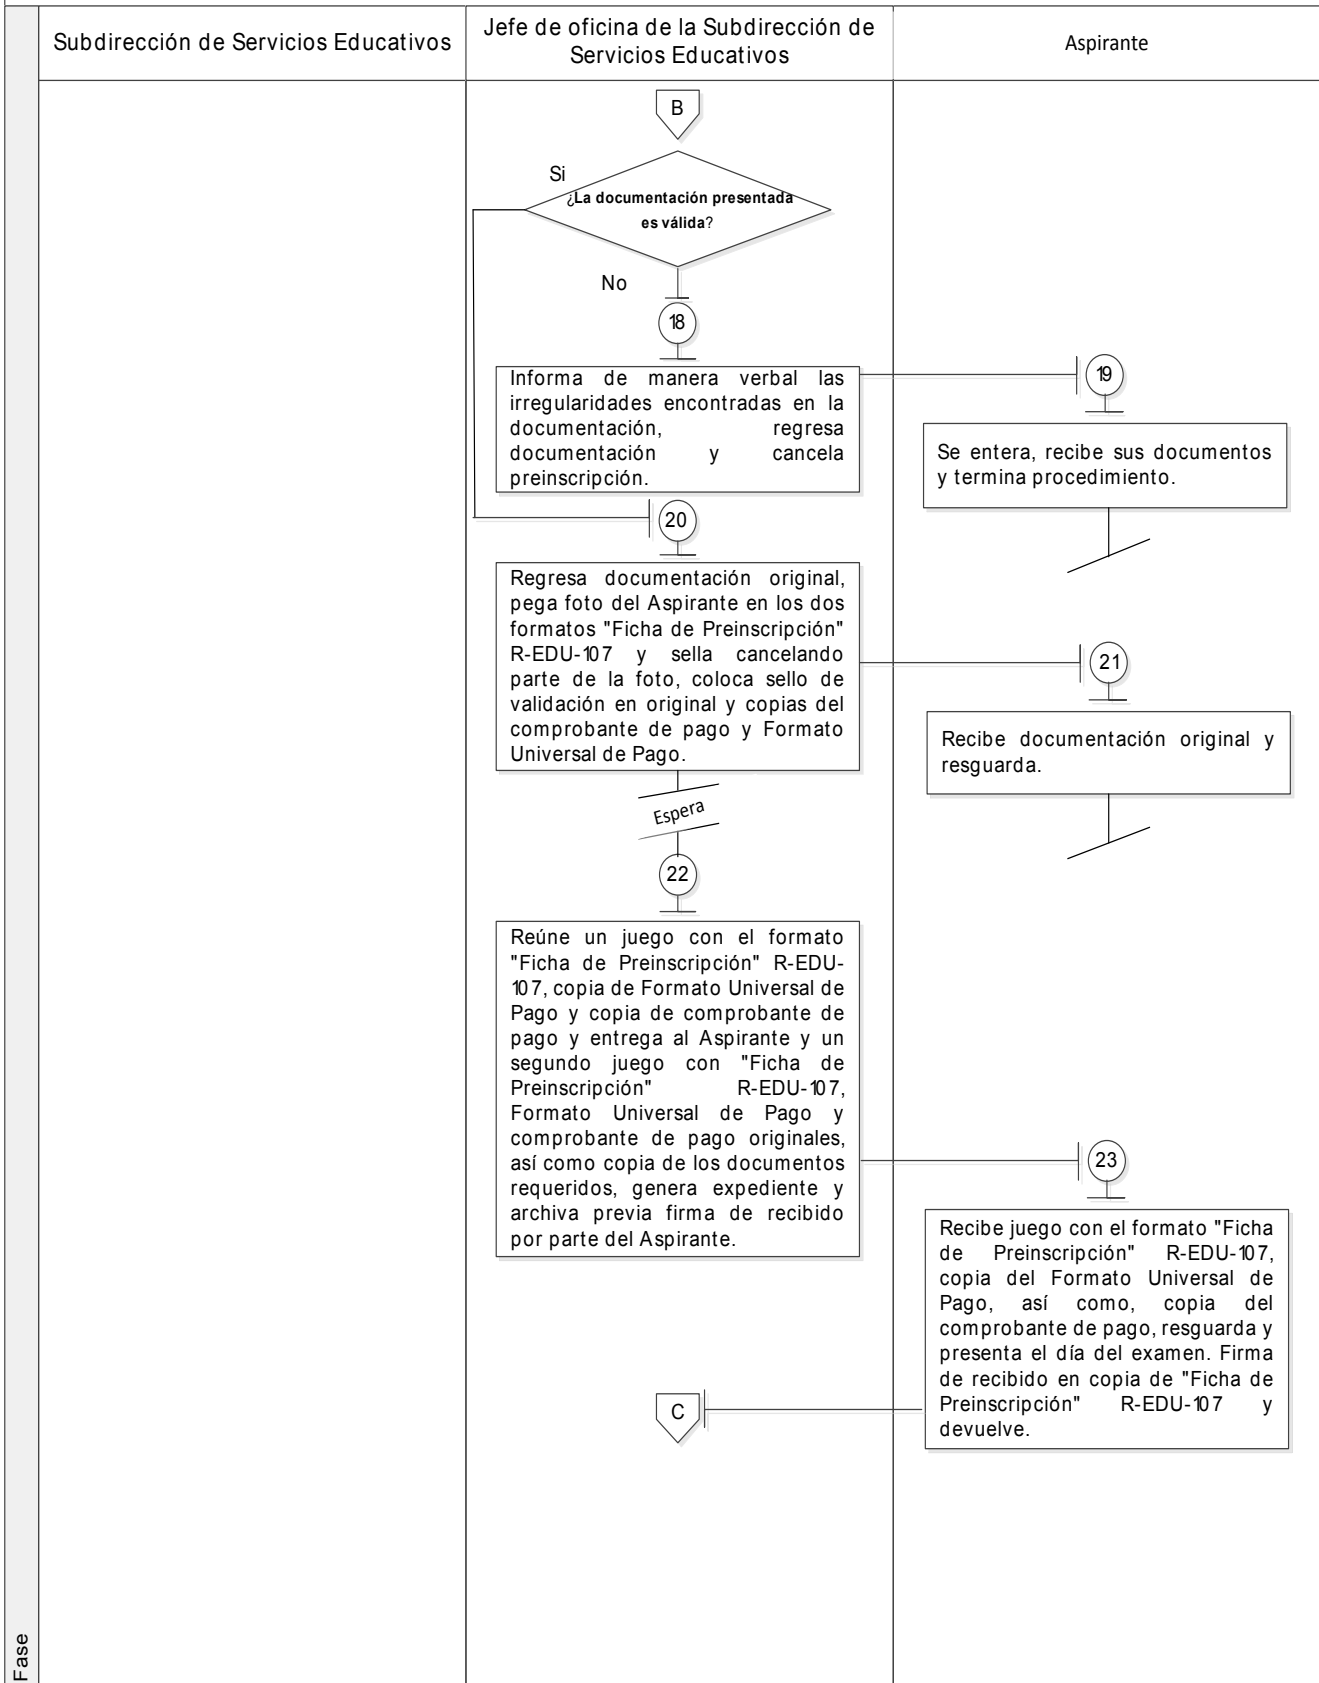 Subdirección de Servicios Educativos
Jefe de oficina de la Subdirección de
Servicios Educativos
Aspirante
B
Si
¿La documentación presentada
es válida?
No
18
Informa de manera verbal las
irregularidades encontradas en la
documentación, regresa
documentación y cancela
preinscripción.
19
Se entera, recibe sus documentos
y termina procedimiento.
20
Regresa documentación original,
pega foto del Aspirante en los dos
formatos "Ficha de Preinscripción"
R-EDU-107 y sella cancelando
parte de la foto, coloca sello de
validación en original y copias del
comprobante de pago y Formato
Universal de Pago.
21
Recibe documentación original y
resguarda.
Espera
22
Reúne un juego con el formato
"Ficha de Preinscripción" R-EDU-
107, copia de Formato Universal de
Pago y copia de comprobante de
pago y entrega al Aspirante y un
segundo juego con "Ficha de
Preinscripción" R-EDU-107,
Formato Universal de Pago y
comprobante de pago originales,
así como copia de los documentos
requeridos, genera expediente y
archiva previa firma de recibido
por parte del Aspirante.
23
Recibe juego con el formato "Ficha
de Preinscripción" R-EDU-107,
copia del Formato Universal de
Pago, así como, copia del
comprobante de pago, resguarda y
presenta el día del examen. Firma
de recibido en copia de "Ficha de
Preinscripción" R-EDU-107 y
devuelve.
C
Fase